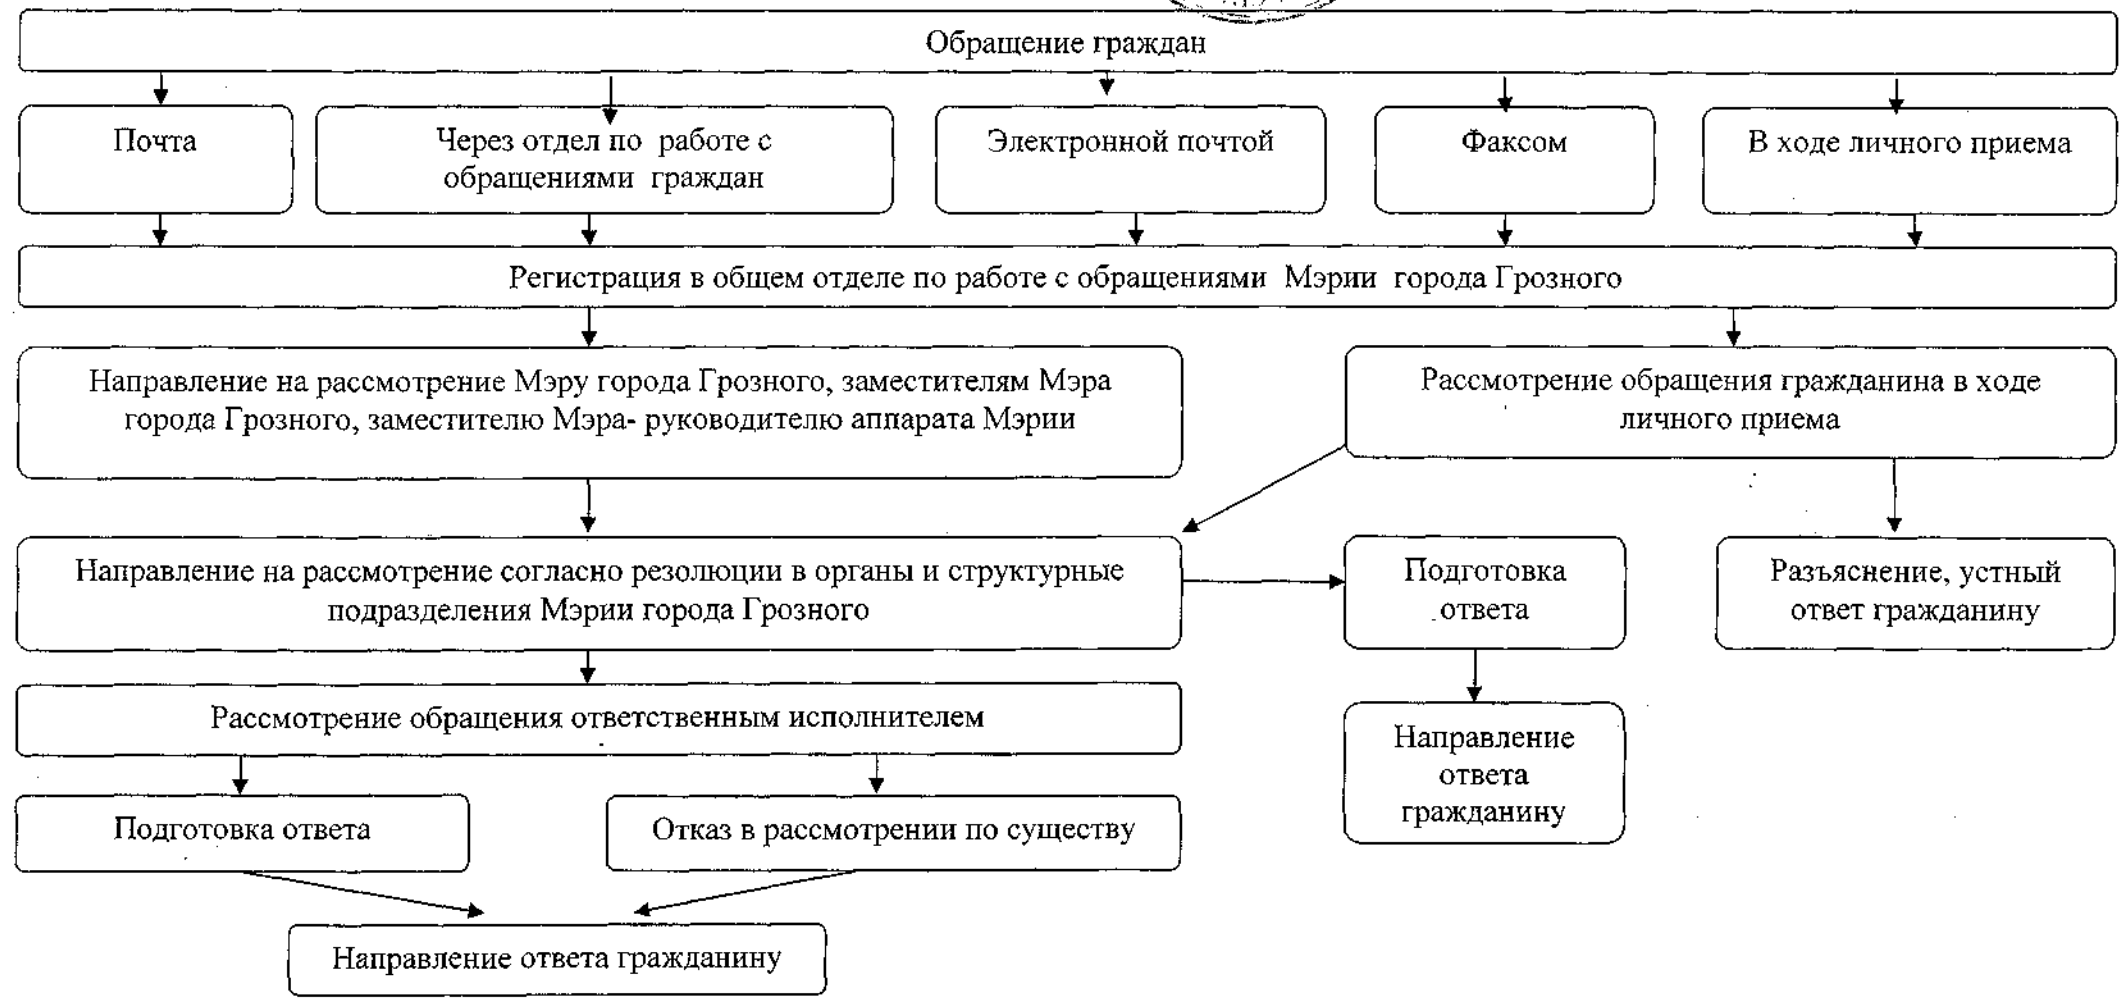 Обращение граждан
Почта
Через отдел по работе с
обращениями граждан
Электронной почтой
Факсом
В ходе личного приема
Регистрация в общем отделе по работе с обращениями Мэрии города Грозного
Направление на рассмотрение Мэру города Грозного, заместителям Мэра
города Грозного, заместителю Мэра- руководителю аппарата Мэрии
Рассмотрение обращения гражданина в ходе
личного приема
Направление на рассмотрение согласно резолюции в органы и структурные
подразделения Мэрии города Грозного
Подготовка
ответа
Разъяснение, устный
ответ гражданину
Рассмотрение обращения ответственным исполнителем
Направление
ответа
гражданину
Подготовка ответа
Отказ в рассмотрении по существу
Направление ответа гражданину